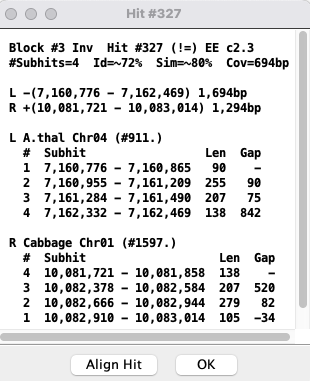 Hit #327
Block #3 Inv  Hit #327 (!=) EE c2.3
#Subhits=4  Id=~72%  Sim=~80%  Cov=694bp
L -(7,160,776 - 7,162,469) 1,694bp
R +(10,081,721 - 10,083,014) 1,294bp
L A.thal Chr04 (#911.)
#  Subhit  Len  Gap
1  7,160,776 - 7,160,865  90  -
2  7,160,955 - 7,161,209  255  90
3  7,161,284 - 7,161,490  207  75
4  7,162,332 - 7,162,469  138  842
R Cabbage Chr01 (#1597.)
#  Subhit  Len  Gap
4  10,081,721 - 10,081,858  138  -
3  10,082,378 - 10,082,584  207  520
2  10,082,666 - 10,082,944  279  82
1  10,082,910 - 10,083,014  105  -34
Align Hit  OK